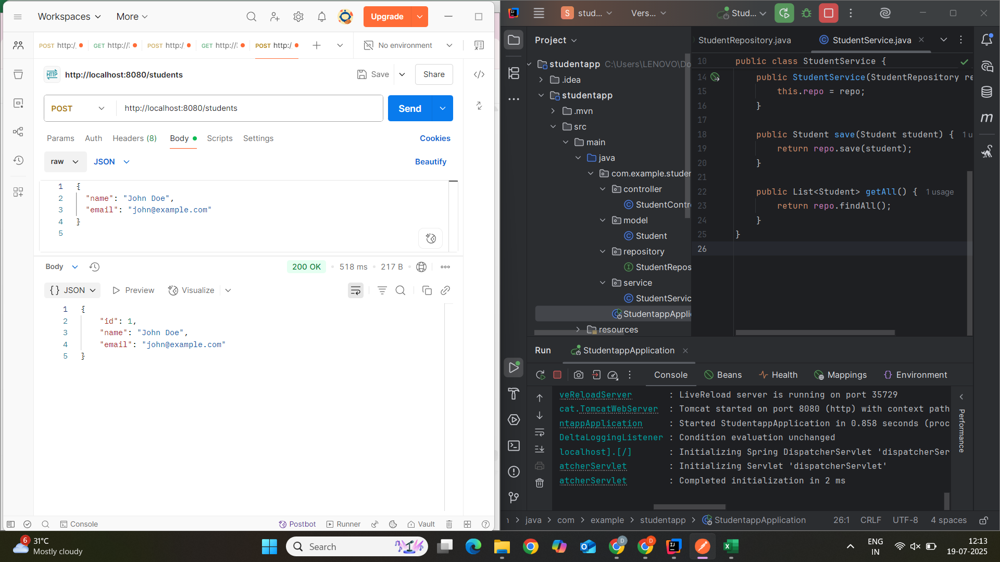 Workspaces
More
Upgrade
POST http:/
GET http://
POST http:/
GET http://
POST http:/
No environment
HTTP
http://localhost:8080/students
Save
Share
POST
http://localhost:8080/students
Send
Params
Auth
Headers (8)
Body
Scripts
Settings
Cookies
raw
JSON
Beautify
1 {
2 "name": "John Doe",
3 "email": "john@example.com"
4 }
5
Body
200 OK
518 ms
217 B
{} JSON
Preview
Visualize
1 {
2 "id": 1,
3 "name": "John Doe",
4 "email": "john@example.com"
5 }
Console
Postbot
Runner
Vault
S stud...
Vers...
Stud...
Project
studentapp C:\Users\LENOVO\Do
.idea
studentapp
.mvn
src
main
java
com.example.studen
controller
StudentContr
model
Student
repository
StudentRepos
service
StudentServic
StudentappAppli
resources
StudentRepository.java
StudentService.java
10 public class StudentService {
14 public StudentService(StudentRepository re
15 this.repo = repo;
16 }
17
18 public Student save(Student student) { 1 u
19 return repo.save(student);
20 }
21
22 public List<Student> getAll() { 1 usage
23 return repo.findAll();
24 }
25 }
26
m
Run
StudentappApplication
Console
Beans
Health
Mappings
Environment
veReloadServer : LiveReload server is running on port 35729
cat.TomcatWebServer : Tomcat started on port 8080 (http) with context path
ntappApplication : Started StudentappApplication in 0.858 seconds (proc
DeltaLoggingListener : Condition evaluation unchanged
localhost].[/] : Initializing Spring DispatcherServlet 'dispatcherSer
atcherServlet : Initializing Servlet 'dispatcherServlet'
atcherServlet : Completed initialization in 2 ms
Performance
java > com > example > studentapp > StudentappApplication
26:1
CRLF
UTF-8
4 spaces
6
31°C
Mostly cloudy
Search
D
D
ENG
IN
12:13
19-07-2025